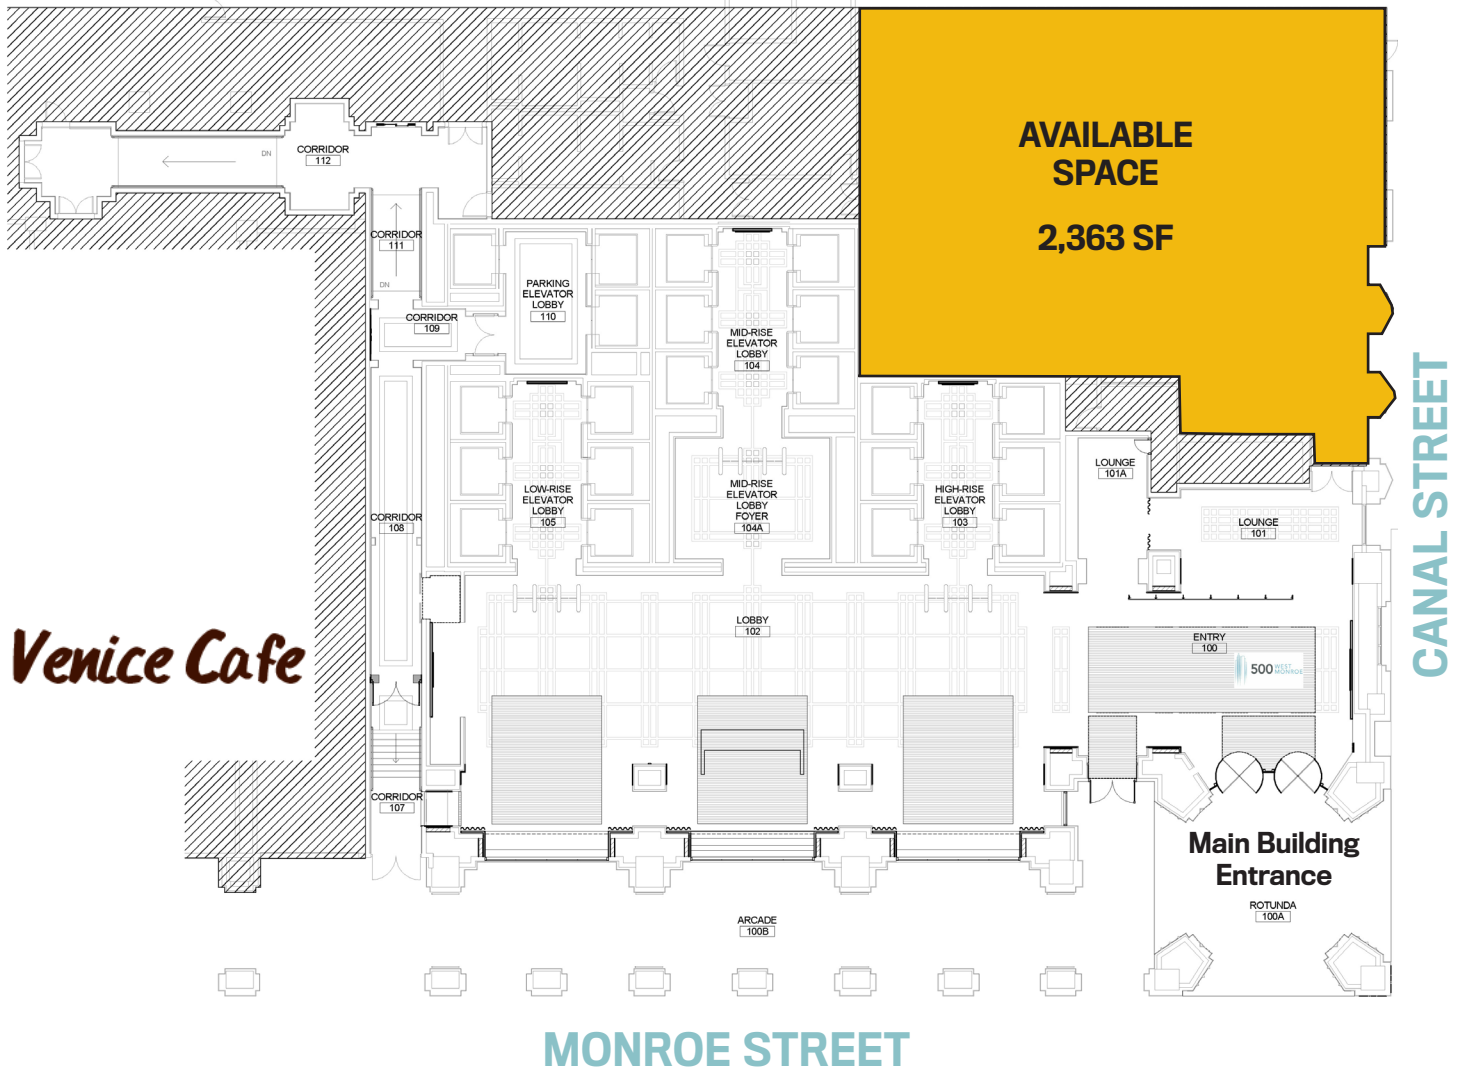 AVAILABLE
SPACE
2,363 SF
CORRIDOR
112
DN
CORRIDOR
111
DN
PARKING
ELEVATOR
LOBBY
110
CORRIDOR
109
MID-RISE
ELEVATOR
LOBBY
104
LOW-RISE
ELEVATOR
LOBBY
105
MID-RISE
ELEVATOR
LOBBY
FOYER
104A
HIGH-RISE
ELEVATOR
LOBBY
103
LOUNGE
101A
LOUNGE
101
CORRIDOR
108
CANAL STREET
Venice Cafe
LOBBY
102
ENTRY
100
500 WEST
MONROE
CORRIDOR
107
Main Building
Entrance
ROTUNDA
100A
ARCADE
100B
MONROE STREET